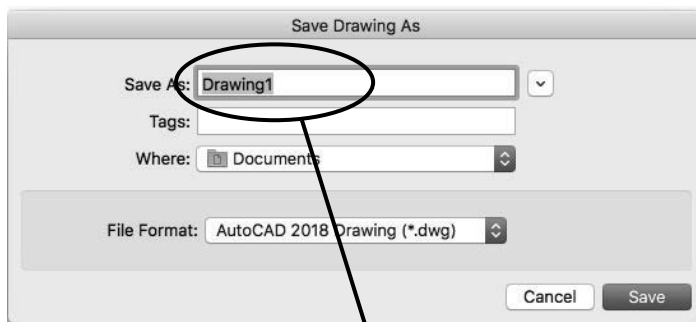 Save Drawing As
Save As: Drawing1
Tags:
Where: Documents
File Format: AutoCAD 2018 Drawing (*.dwg)
Cancel Save